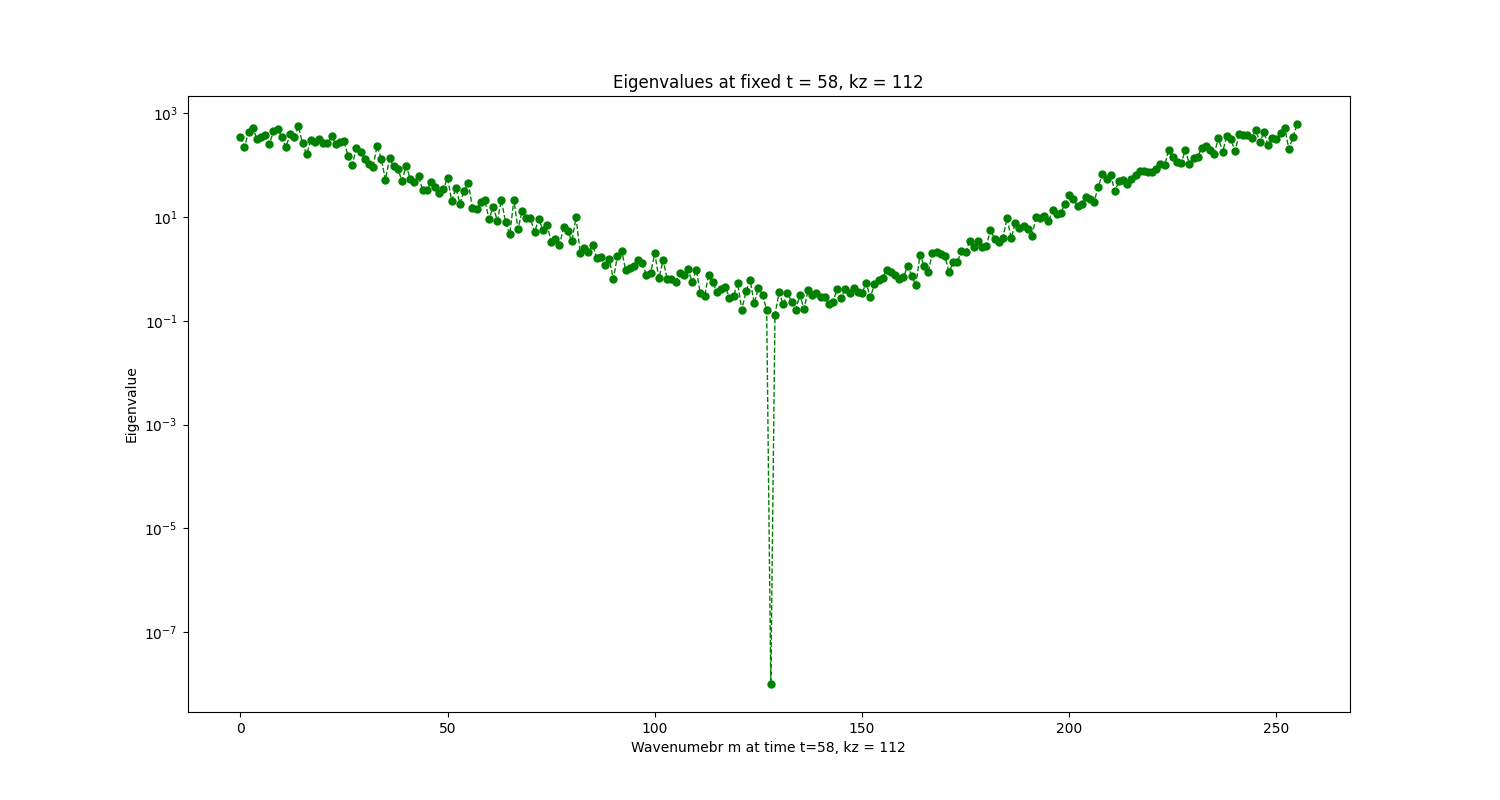 Eigenvalues at fixed t = 58, kz = 112
10³
10¹
10⁻¹
10⁻³
10⁻⁵
10⁻⁷
Eigenvalue
0 50 100 150 200 250
Wavenumebr m at time t=58, kz = 112